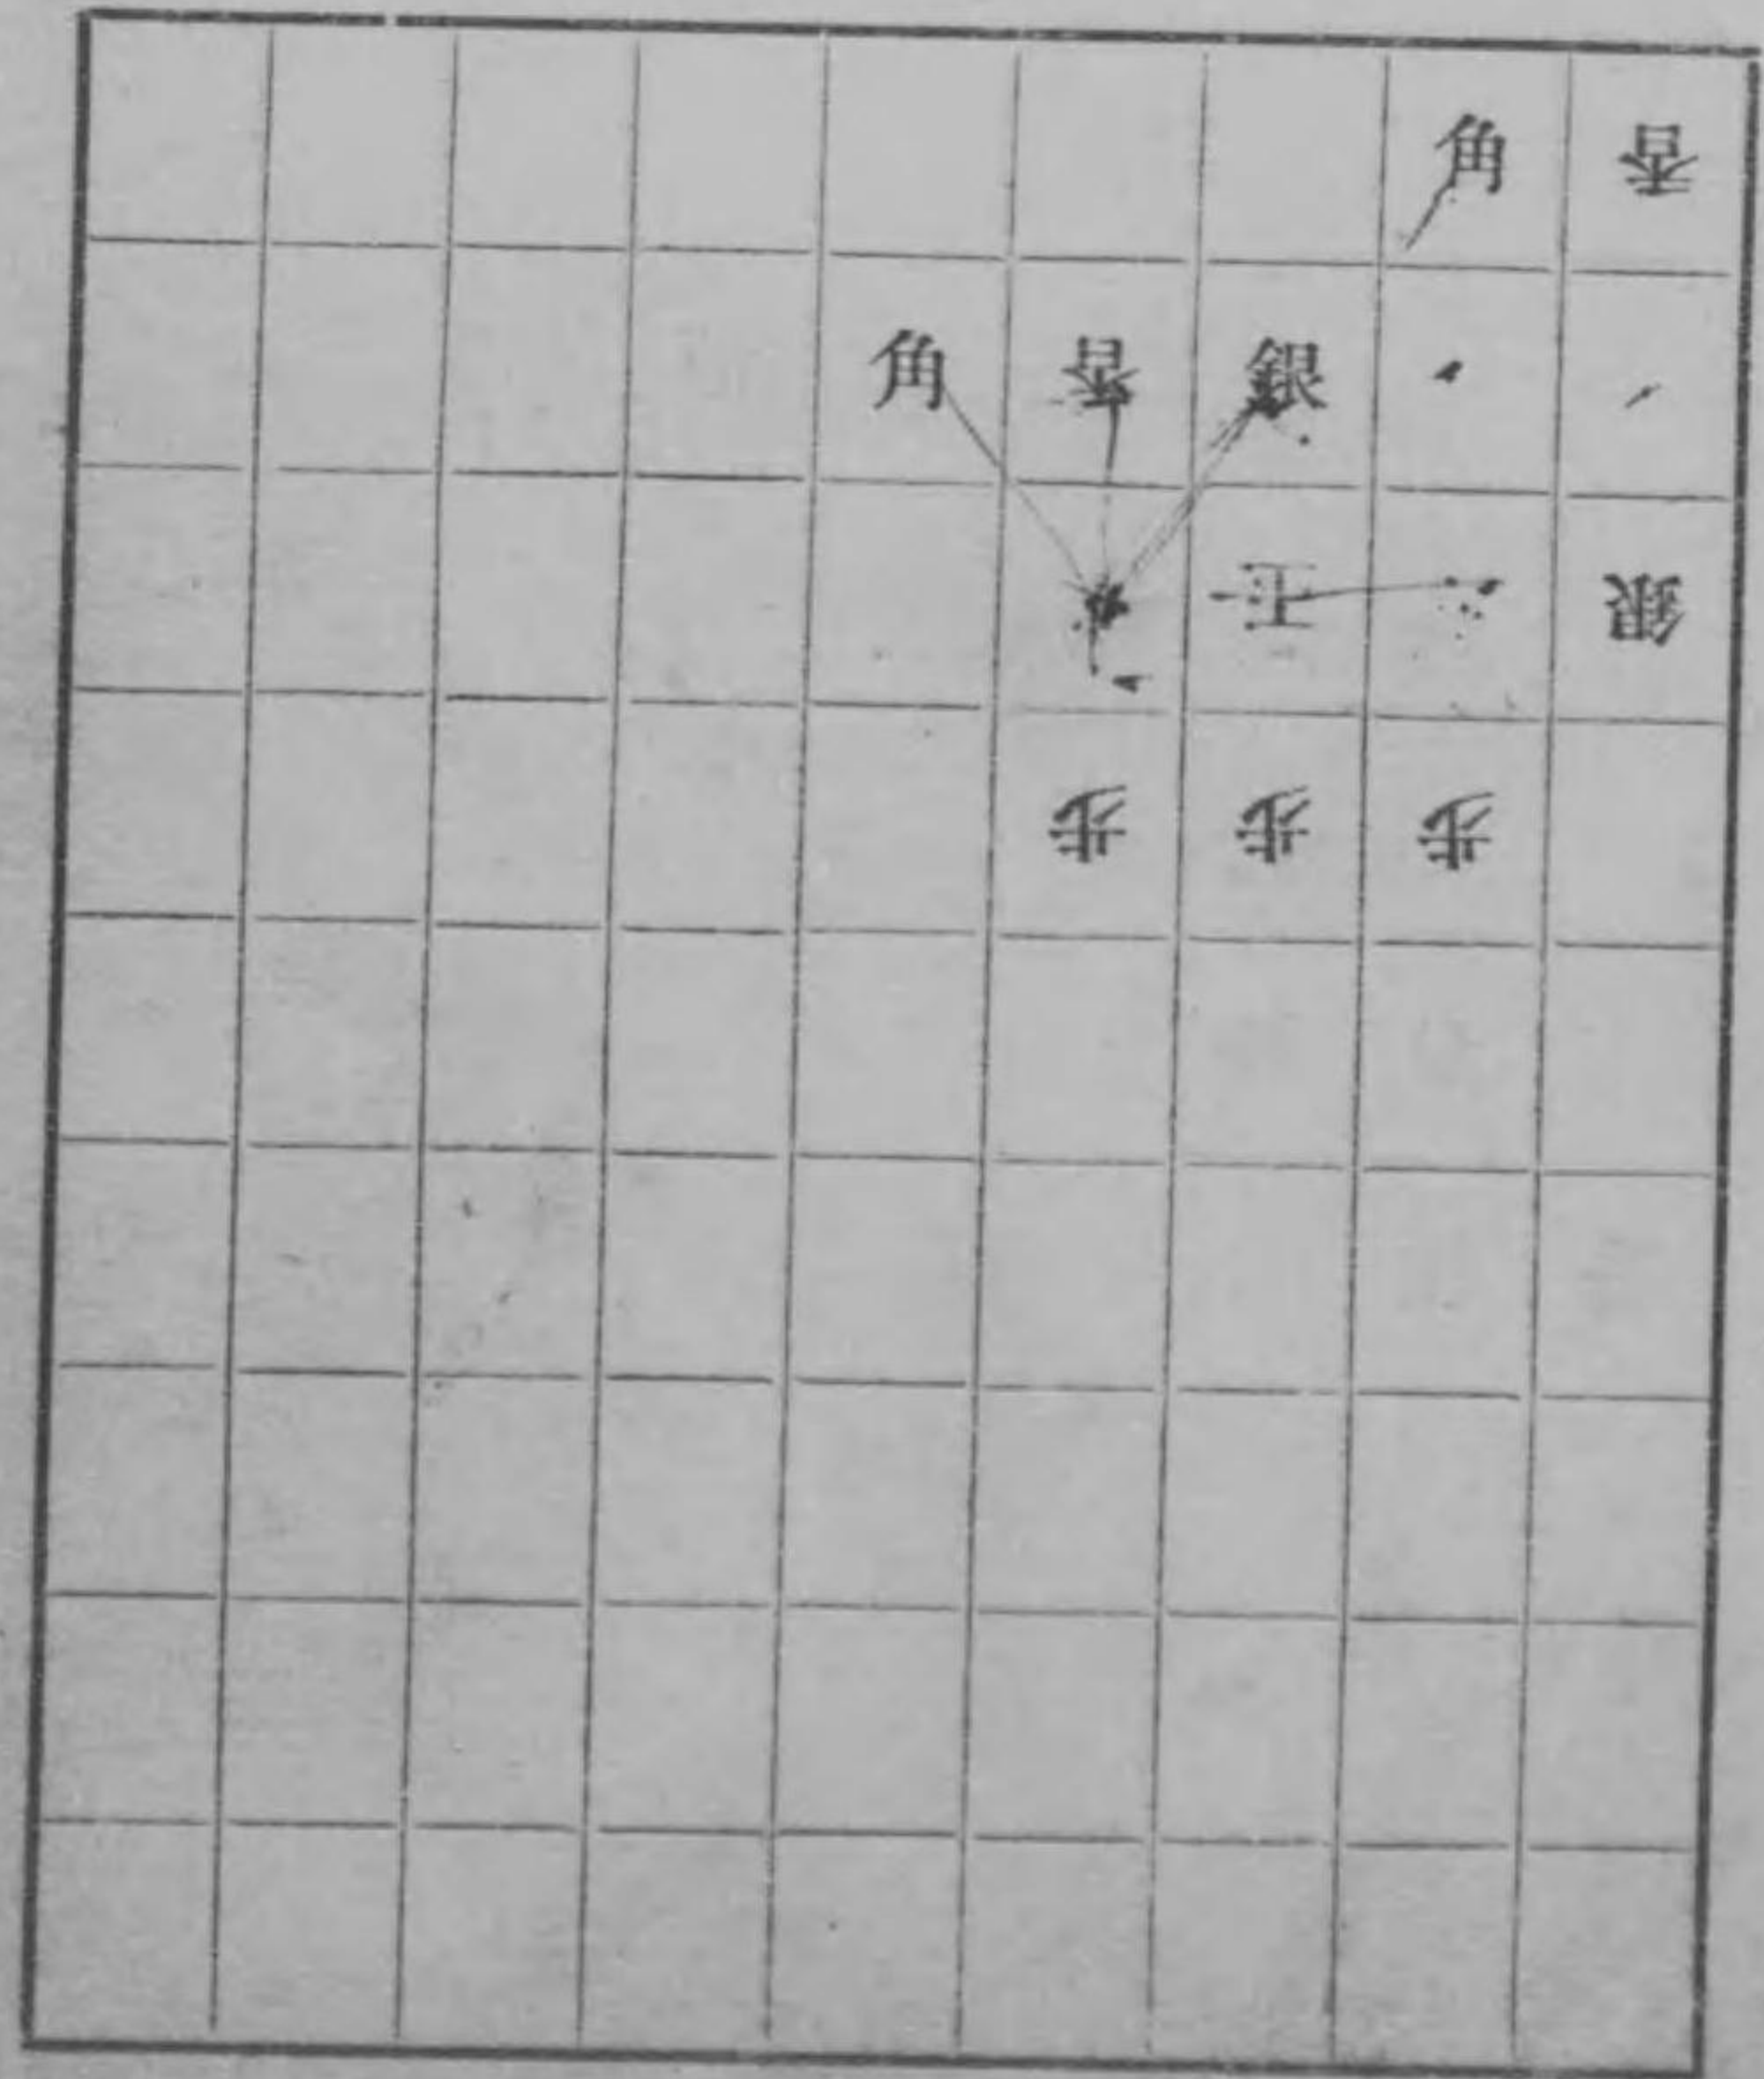 角 香
角 香 銀
王 銀
歩 歩 歩